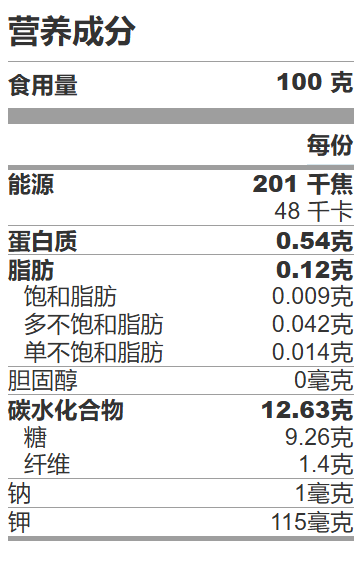 营养成分
食用量 100 克
每份
能源 201 千焦
48 千卡
蛋白质 0.54克
脂肪 0.12克
饱和脂肪 0.009克
多不饱和脂肪 0.042克
单不饱和脂肪 0.014克
胆固醇 0毫克
碳水化合物 12.63克
糖 9.26克
纤维 1.4克
钠 1毫克
钾 115毫克